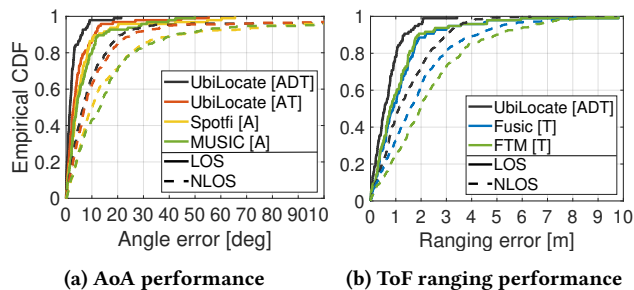 Empirical CDF
1
0.8
0.6
0.4
0.2
0
UbiLocate [ADT]
UbiLocate [AT]
Spotfi [A]
MUSIC [A]
LOS
NLOS
0 10 20 30 40 50 60 70 80 90 10
Angle error [deg]
(a) AoA performance
1
0.8
0.6
0.4
0.2
0
UbiLocate [ADT]
Fusic [T]
FTM [T]
LOS
NLOS
0 1 2 3 4 5 6 7 8 9 10
Ranging error [m]
(b) ToF ranging performance